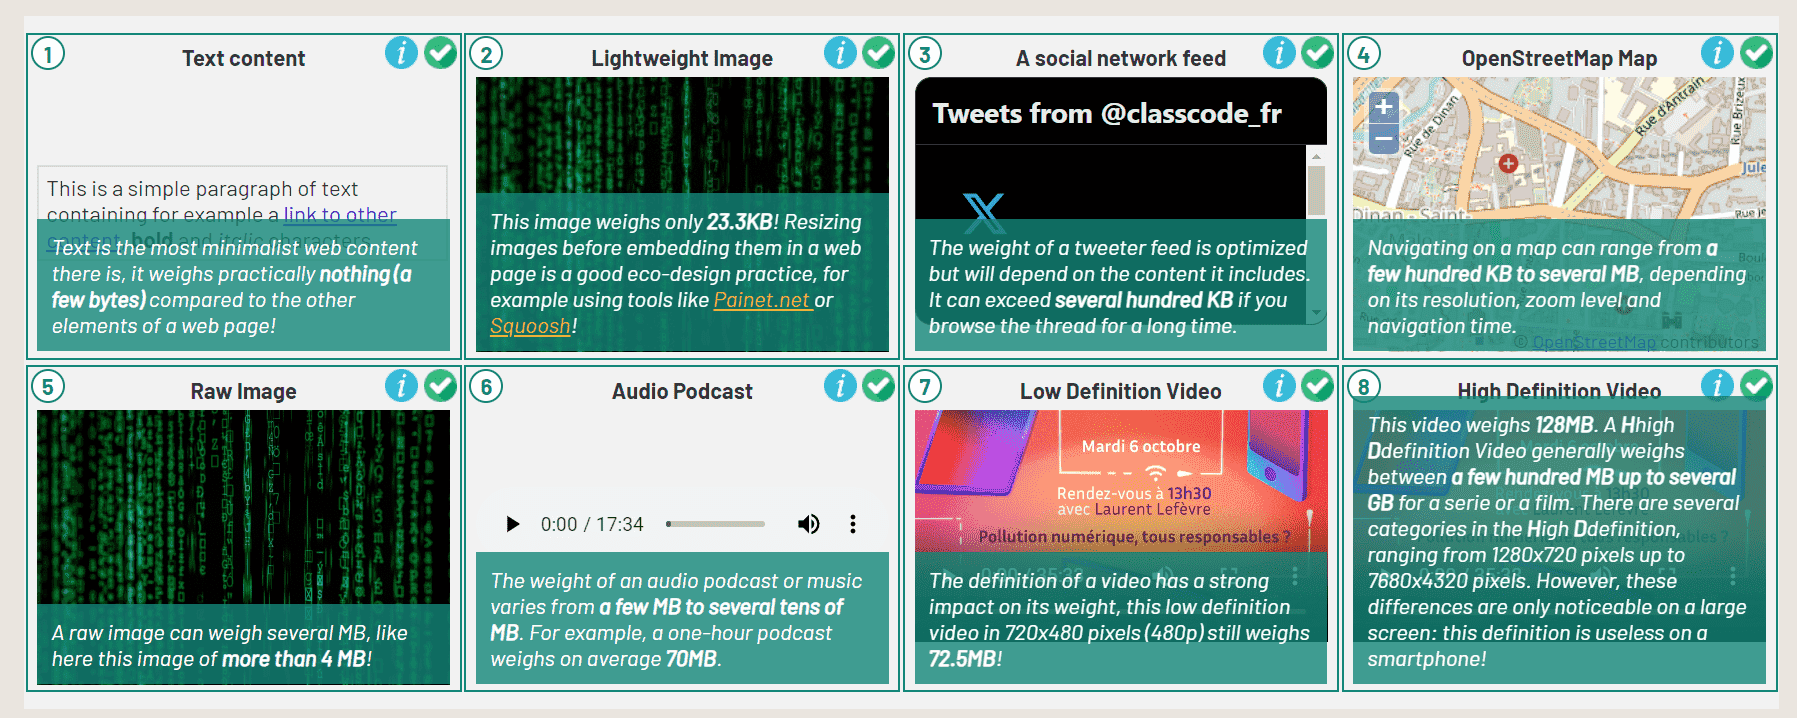 1
Text content
This is a simple paragraph of text
containing for example a link to other
content, bold and italic characters
Text is the most minimalist web content
there is, it weighs practically nothing (a
few bytes) compared to the other
elements of a web page!
2
Lightweight Image
This image weighs only 23.3KB! Resizing
images before embedding them in a web
page is a good eco-design practice, for
example using tools like Painet.net or
Squoosh!
3
A social network feed
Tweets from @classcode_fr
The weight of a tweeter feed is optimized
but will depend on the content it includes.
It can exceed several hundred KB if you
browse the thread for a long time.
4
OpenStreetMap Map
+
−
Rue de Dinan
Rue d'Antrain
Rue Brizeux
Jule
Dinan - Saint-
Rue je
Boul
Navigating on a map can range from a
few hundred KB to several MB, depending
on its resolution, zoom level and
navigation time.
© OpenStreetMap contributors
5
Raw Image
A raw image can weigh several MB, like
here this image of more than 4 MB!
6
Audio Podcast
0:00 / 17:34
The weight of an audio podcast or music
varies from a few MB to several tens of
MB. For example, a one-hour podcast
weighs on average 70MB.
7
Low Definition Video
Mardi 6 octobre
Rendez-vous à 13h30
avec Laurent Lefèvre
Pollution numérique, tous responsables ?
The definition of a video has a strong
impact on its weight, this low definition
video in 720x480 pixels (480p) still weighs
72.5MB!
8
High Definition Video
This video weighs 128MB. A Hhigh
Ddefinition Video generally weighs
between a few hundred MB up to several
GB for a serie or a film. There are several
categories in the High Ddefinition,
ranging from 1280x720 pixels up to
7680x4320 pixels. However, these
differences are only noticeable on a large
screen: this definition is useless on a
smartphone!